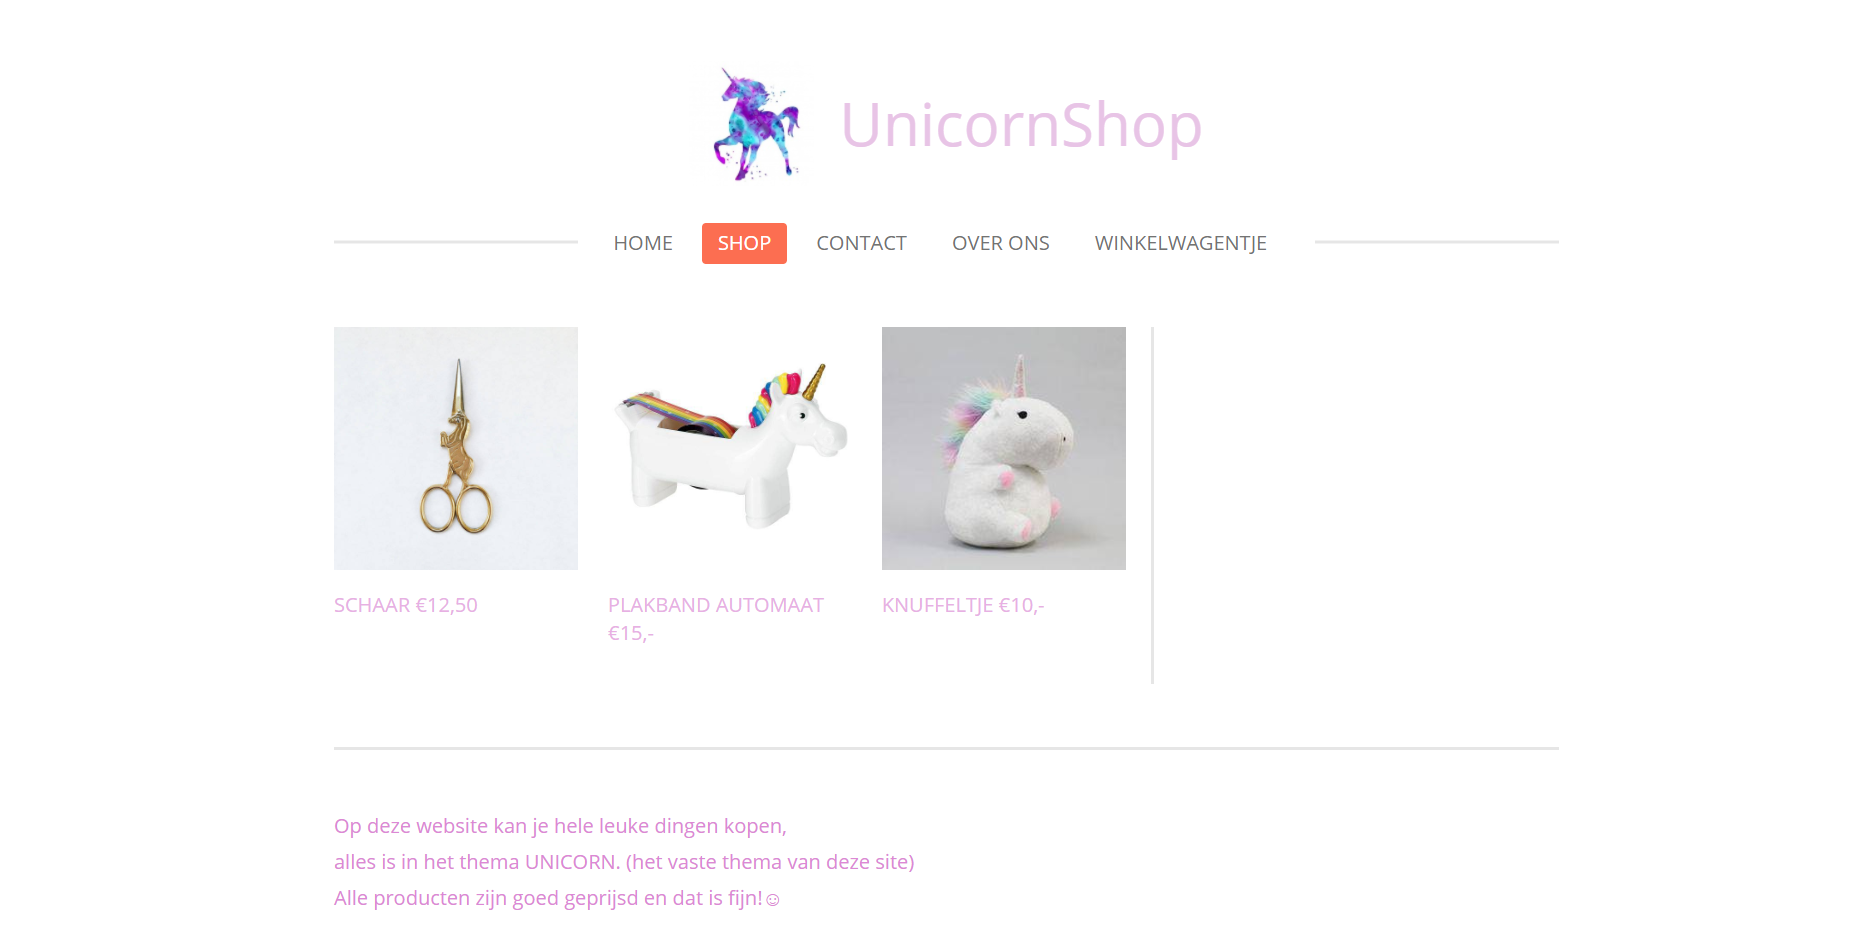 UnicornShop
HOME SHOP CONTACT OVER ONS WINKELWAGENTJE
SCHAAR €12,50
PLAKBAND AUTOMAAT
€15,-
KNUFFELTJE €10,-
Op deze website kan je hele leuke dingen kopen,
alles is in het thema UNICORN. (het vaste thema van deze site)
Alle producten zijn goed geprijsd en dat is fijn!☺